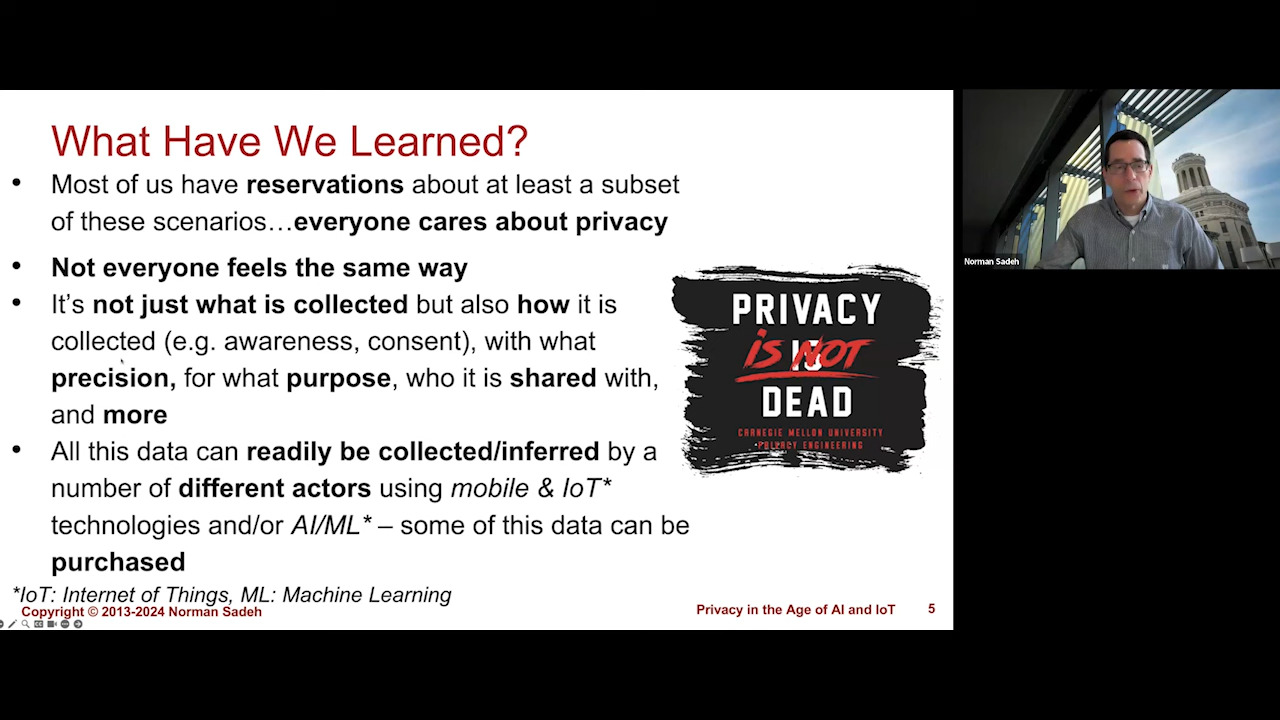 What Have We Learned?
• Most of us have reservations about at least a subset
of these scenarios…everyone cares about privacy
• Not everyone feels the same way
• It's not just what is collected but also how it is
collected (e.g. awareness, consent), with what
precision, for what purpose, who it is shared with,
and more
• All this data can readily be collected/inferred by a
number of different actors using mobile & IoT*
technologies and/or AI/ML* – some of this data can be
purchased
*IoT: Internet of Things, ML: Machine Learning
Copyright © 2013-2024 Norman Sadeh
Privacy in the Age of AI and IoT 5
PRIVACY
IS NOT
DEAD
CARNEGIE MELLON UNIVERSITY
PRIVACY ENGINEERING
Norman Sadeh